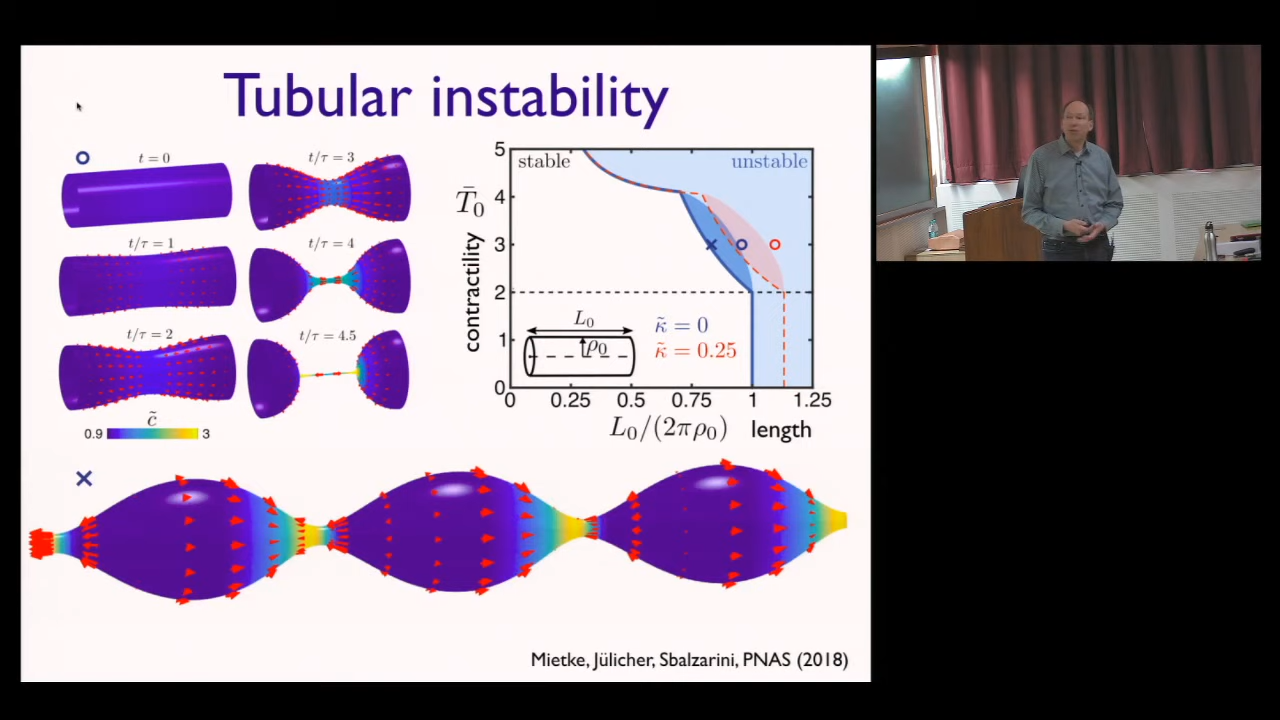 Tubular instability
t = 0
t/τ = 3
t/τ = 1
t/τ = 4
t/τ = 2
t/τ = 4.5
c̃
0.9
3
stable
unstable
5
4
3
2
1
0
T̄₀
contractility
L₀
ρ₀
κ̃ = 0
κ̃ = 0.25
0 0.25 0.5 0.75 1 1.25
L₀/(2πρ₀) length
Mietke, Jülicher, Sbalzarini, PNAS (2018)